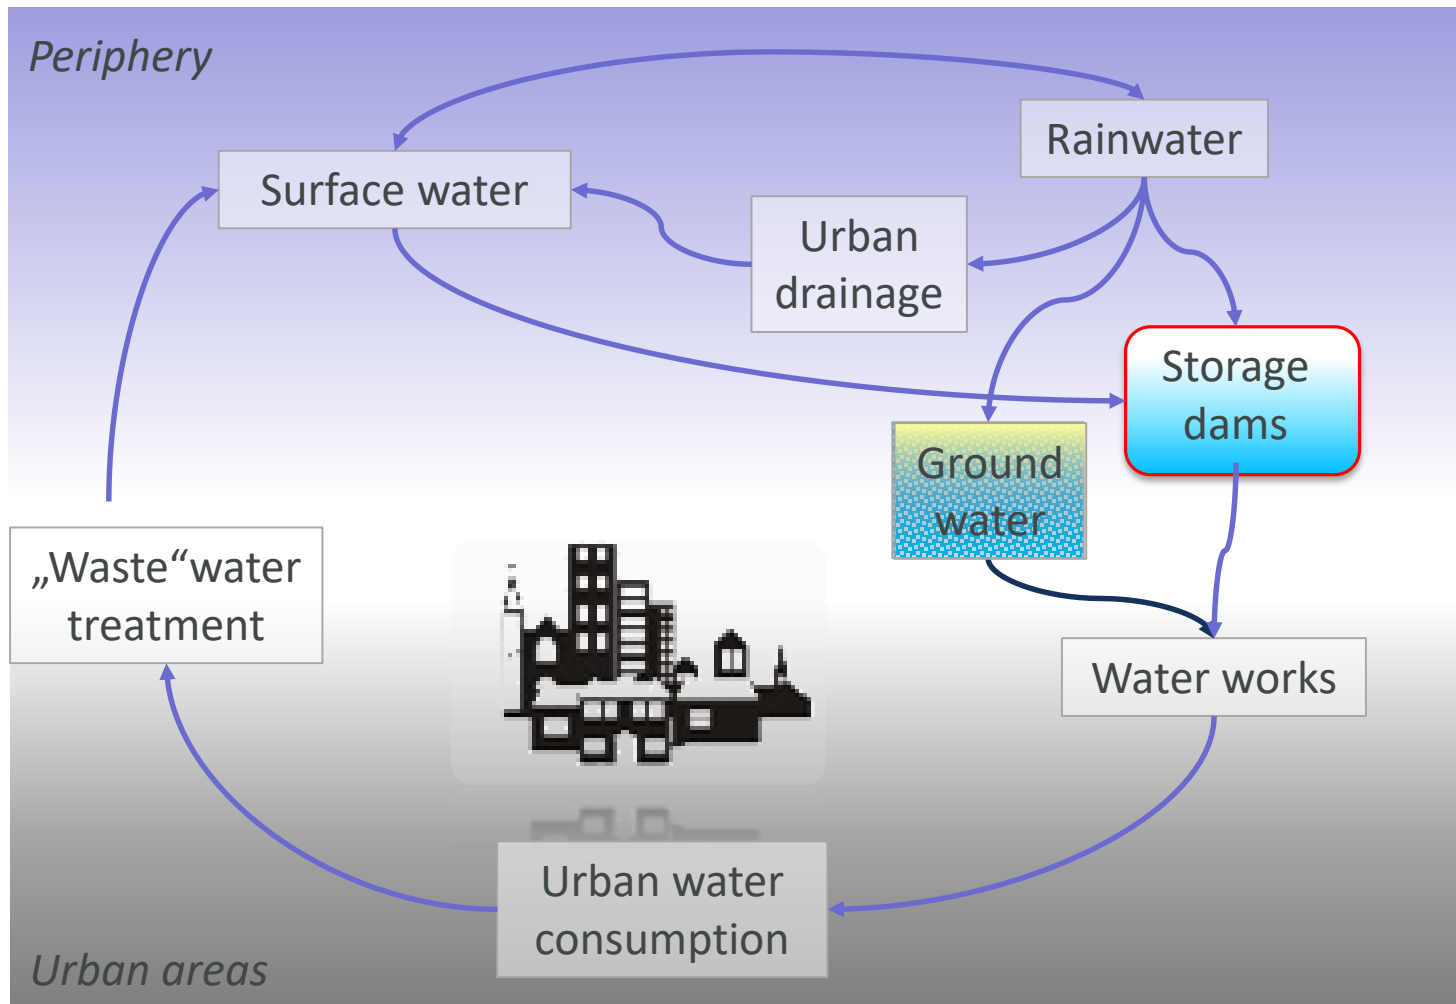 Periphery
Rainwater
Surface water
Urban
drainage
Storage
dams
Ground
water
„Waste“water
treatment
Water works
Urban water
consumption
Urban areas